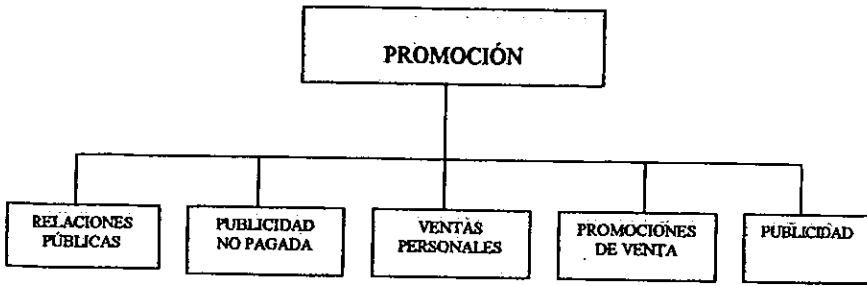 PROMOCIÓN
RELACIONES
PÚBLICAS
PUBLICIDAD
NO PAGADA
VENTAS
PERSONALES
PROMOCIONES
DE VENTA
PUBLICIDAD